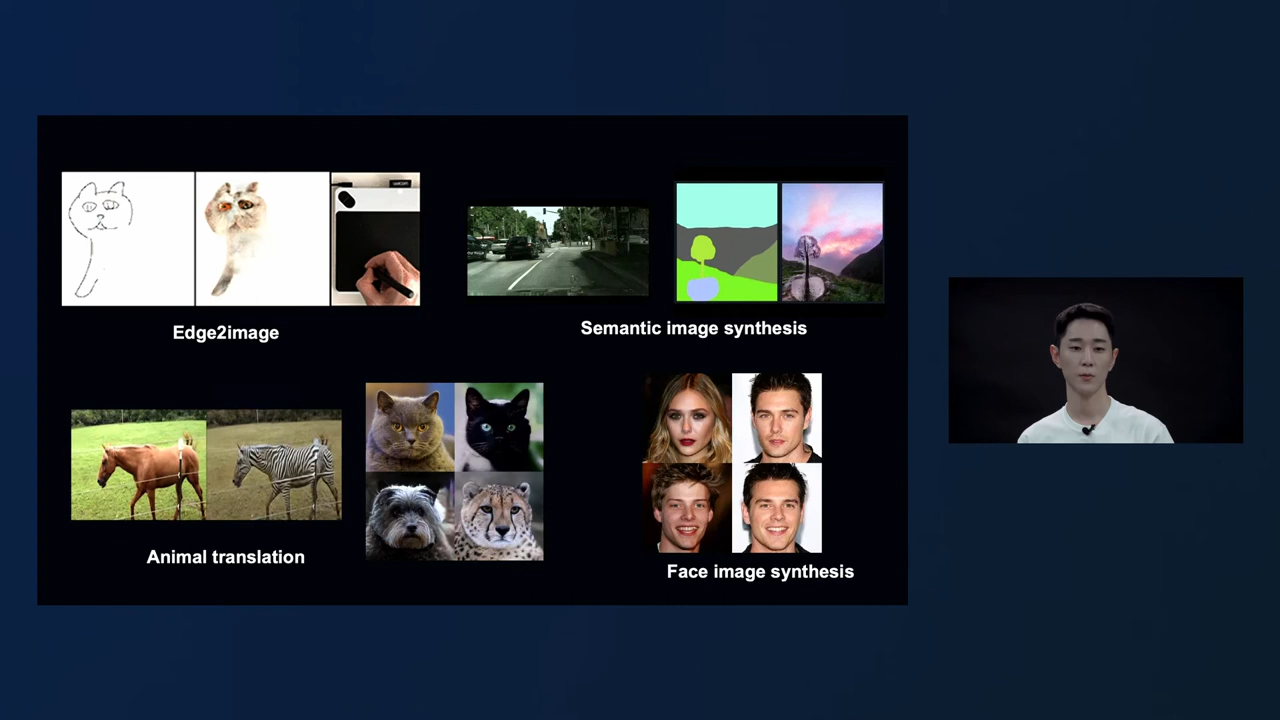 Edge2image
Semantic image synthesis
Animal translation
Face image synthesis